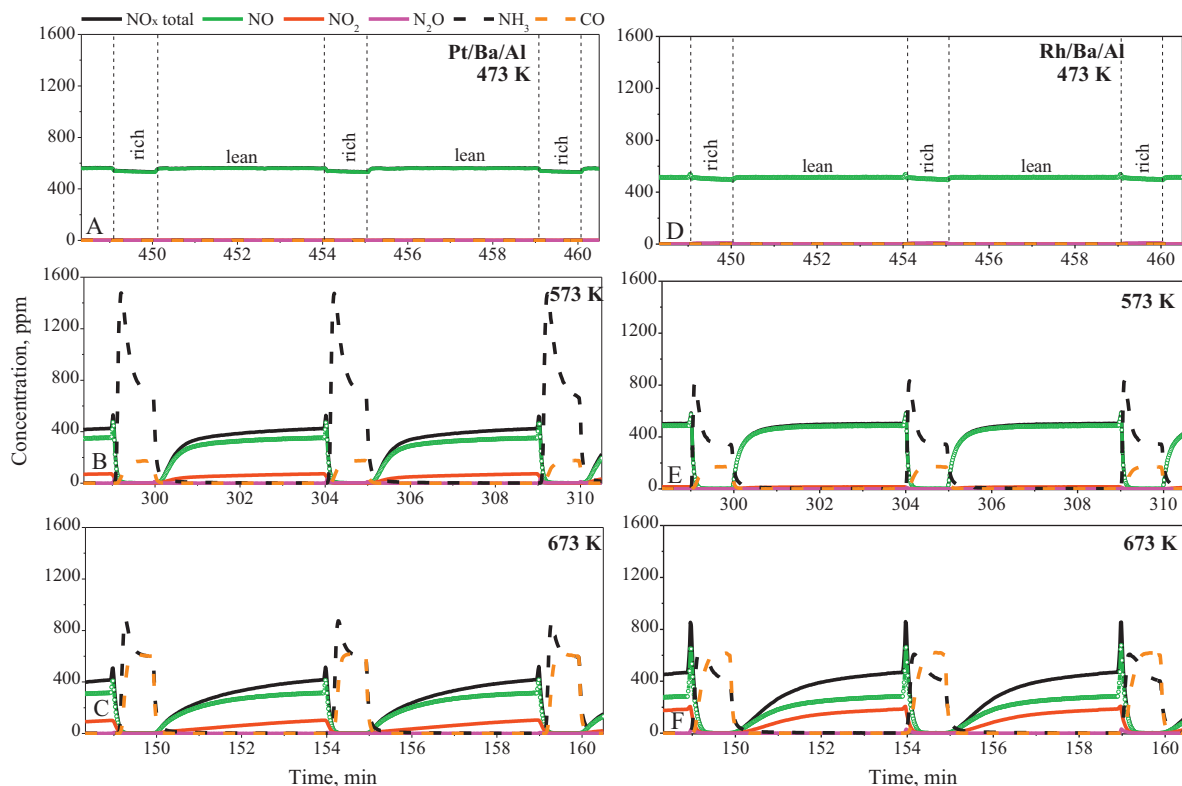 NOx total NO NO₂ N₂O NH₃ CO
1600
1200
800
400
0
Pt/Ba/Al
473 K
rich
lean
rich
lean
rich
A
450 452 454 456 458 460
1600
1200
800
400
0
Rh/Ba/Al
473 K
rich
lean
rich
lean
rich
D
450 452 454 456 458 460
Concentration, ppm
1600
1200
800
400
0
573 K
B
300 302 304 306 308 310
1600
1200
800
400
0
573 K
E
300 302 304 306 308 310
1600
1200
800
400
0
673 K
C
150 152 154 156 158 160
Time, min
1600
1200
800
400
0
673 K
F
150 152 154 156 158 160
Time, min